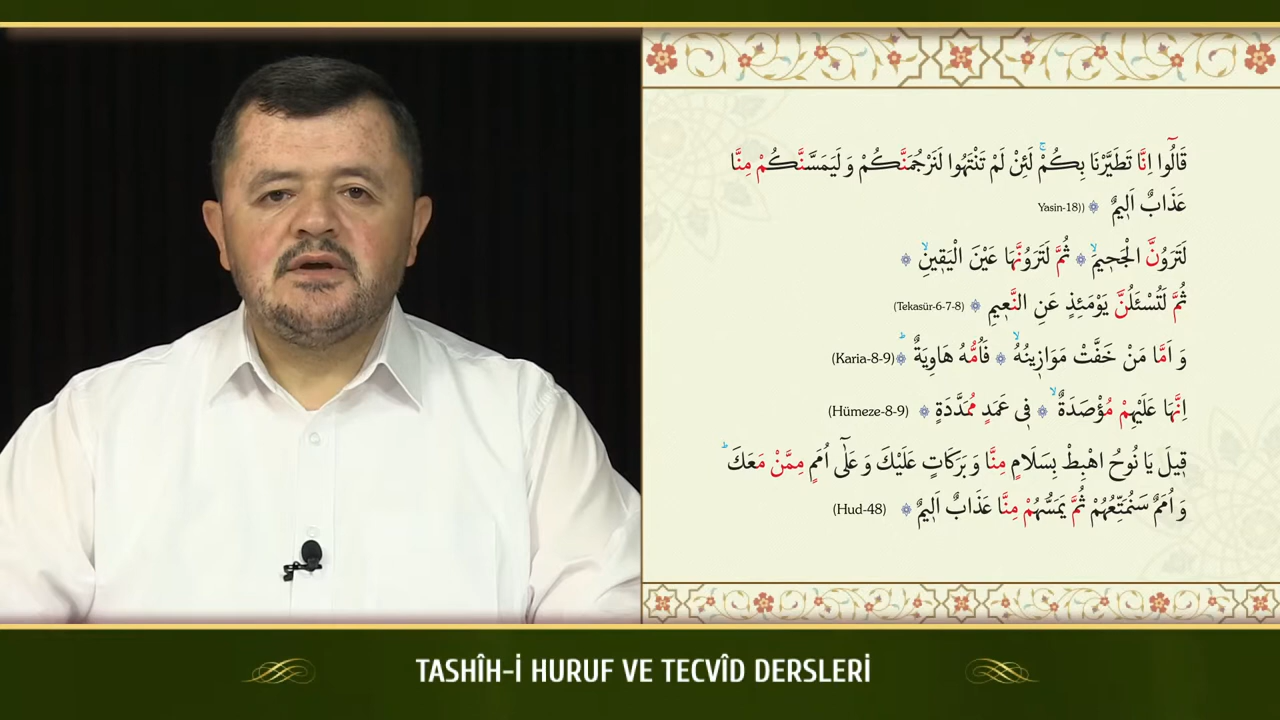 قَالُٓوا اِنَّا تَطَيَّرْنَا بِكُمْۚ لَئِنْ لَمْ تَنْتَهُوا لَنَرْجُمَنَّكُمْ وَ لَيَمَسَّنَّكُمْ مِنَّا
عَذَابٌ اَلٖيمٌ ۞ Yasin-18))
لَتَرَوُنَّ الْجَحٖيمَۙ ۞ ثُمَّ لَتَرَوُنَّهَا عَيْنَ الْيَقٖينِۙ ۞
ثُمَّ لَتُسْئَلُنَّ يَوْمَئِذٍ عَنِ النَّعٖيمِ ۞ (Tekasür-6-7-8)
وَ اَمَّا مَنْ خَفَّتْ مَوَازٖينُهُۙ ۞ فَاُمُّهُ هَاوِيَةٌؕ ۞ (Karia-8-9)
اِنَّهَا عَلَيْهِمْ مُؤْصَدَةٌۙ ۞ فٖى عَمَدٍ مُمَدَّدَةٍ ۞ (Hümeze-8-9)
قٖيلَ يَا نُوحُ اهْبِطْ بِسَلَامٍ مِنَّا وَ بَرَكَاتٍ عَلَيْكَ وَ عَلٰٓى اُمَمٍ مِمَّنْ مَعَكَؕ
وَ اُمَمٌ سَنُمَتِّعُهُمْ ثُمَّ يَمَسُّهُمْ مِنَّا عَذَابٌ اَلٖيمٌ ۞ (Hud-48)
TASHÎH-İ HURUF VE TECVÎD DERSLERİ